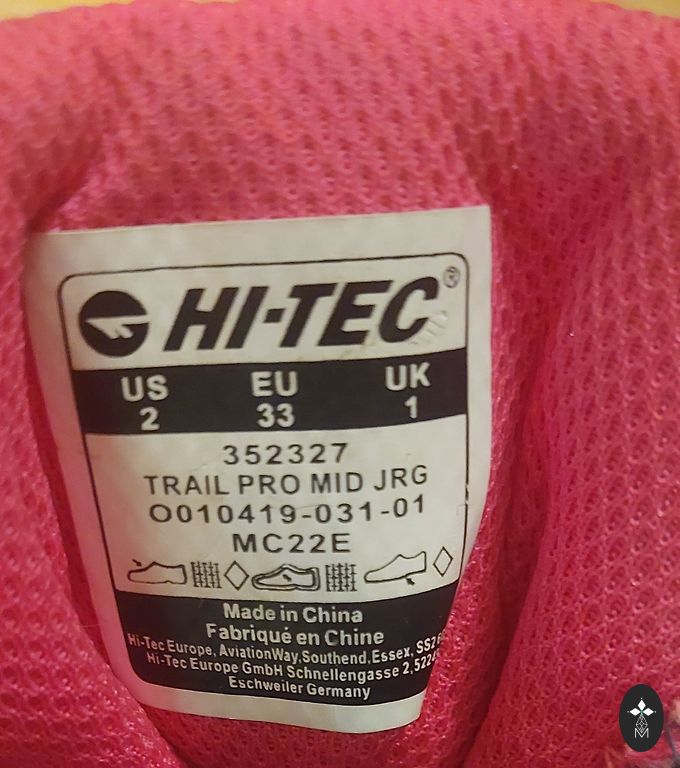 HI-TEC®
US EU UK
2 33 1
352327
TRAIL PRO MID JRG
O010419-031-01
MC22E
Made in China
Fabriqué en Chine
Hi-Tec Europe, AviationWay, Southend, Essex, SS2
Hi-Tec Europe GmbH Schnellengasse 2,
Eschweiler Germany
M